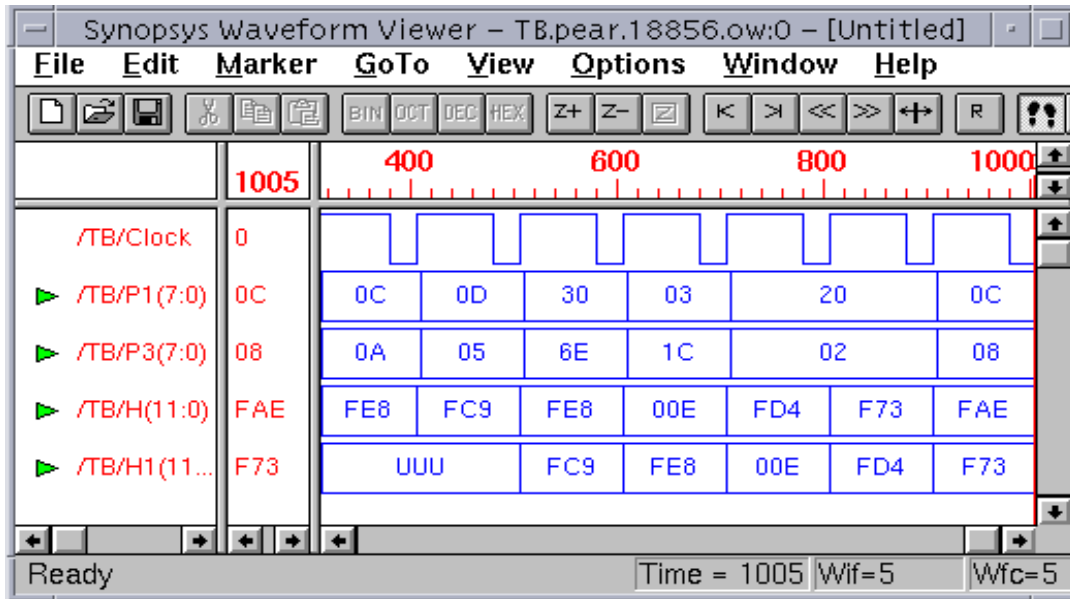 Synopsys Waveform Viewer – TB.pear.18856.ow:0 – [Untitled]
File Edit Marker GoTo View Options Window Help
BIN OCT DEC HEX Z+ Z– Z R
1005 400 600 800 1000
/TB/Clock 0
/TB/P1(7:0) 0C 0C 0D 30 03 20 0C
/TB/P3(7:0) 08 0A 05 6E 1C 02 08
/TB/H(11:0) FAE FE8 FC9 FE8 00E FD4 F73 FAE
/TB/H1(11... F73 UUU FC9 FE8 00E FD4 F73
Ready Time = 1005 Wif=5 Wfc=5